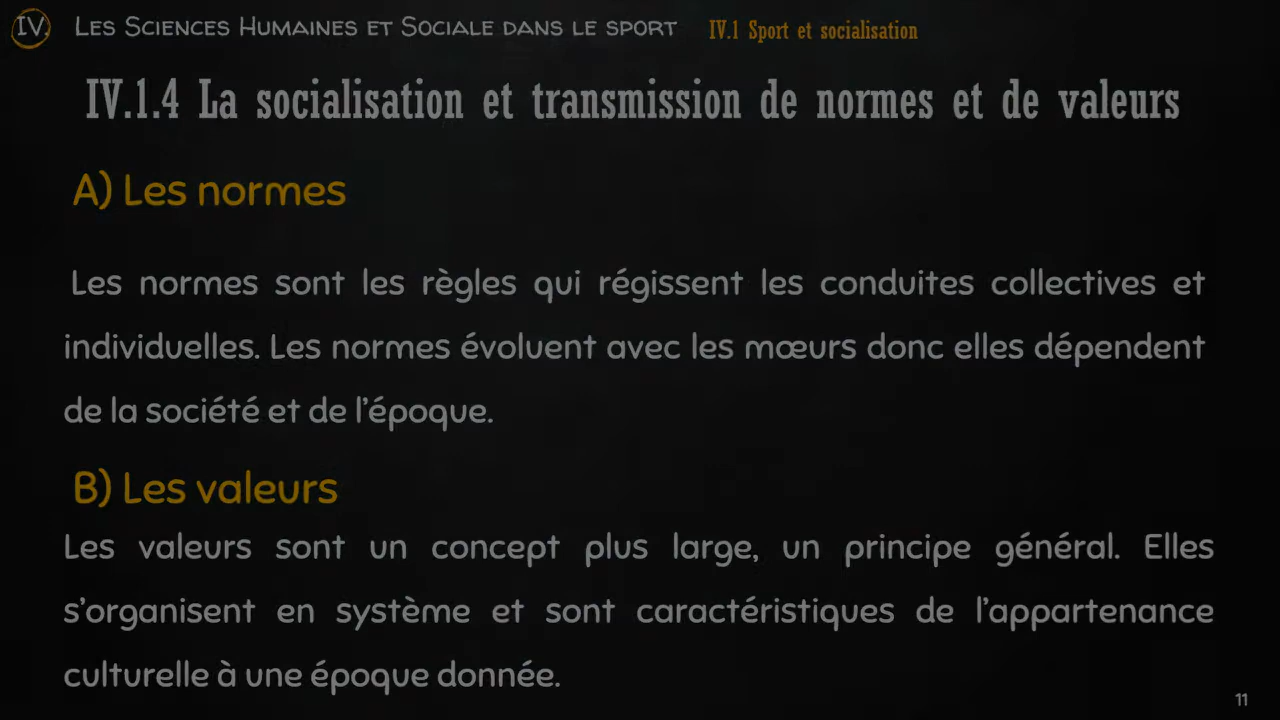 IV. Les Sciences Humaines et Sociale dans le sport IV.1 Sport et socialisation
IV.1.4 La socialisation et transmission de normes et de valeurs
A) Les normes
Les normes sont les règles qui régissent les conduites collectives et
individuelles. Les normes évoluent avec les mœurs donc elles dépendent
de la société et de l'époque.
B) Les valeurs
Les valeurs sont un concept plus large, un principe général. Elles
s'organisent en système et sont caractéristiques de l'appartenance
culturelle à une époque donnée.
11